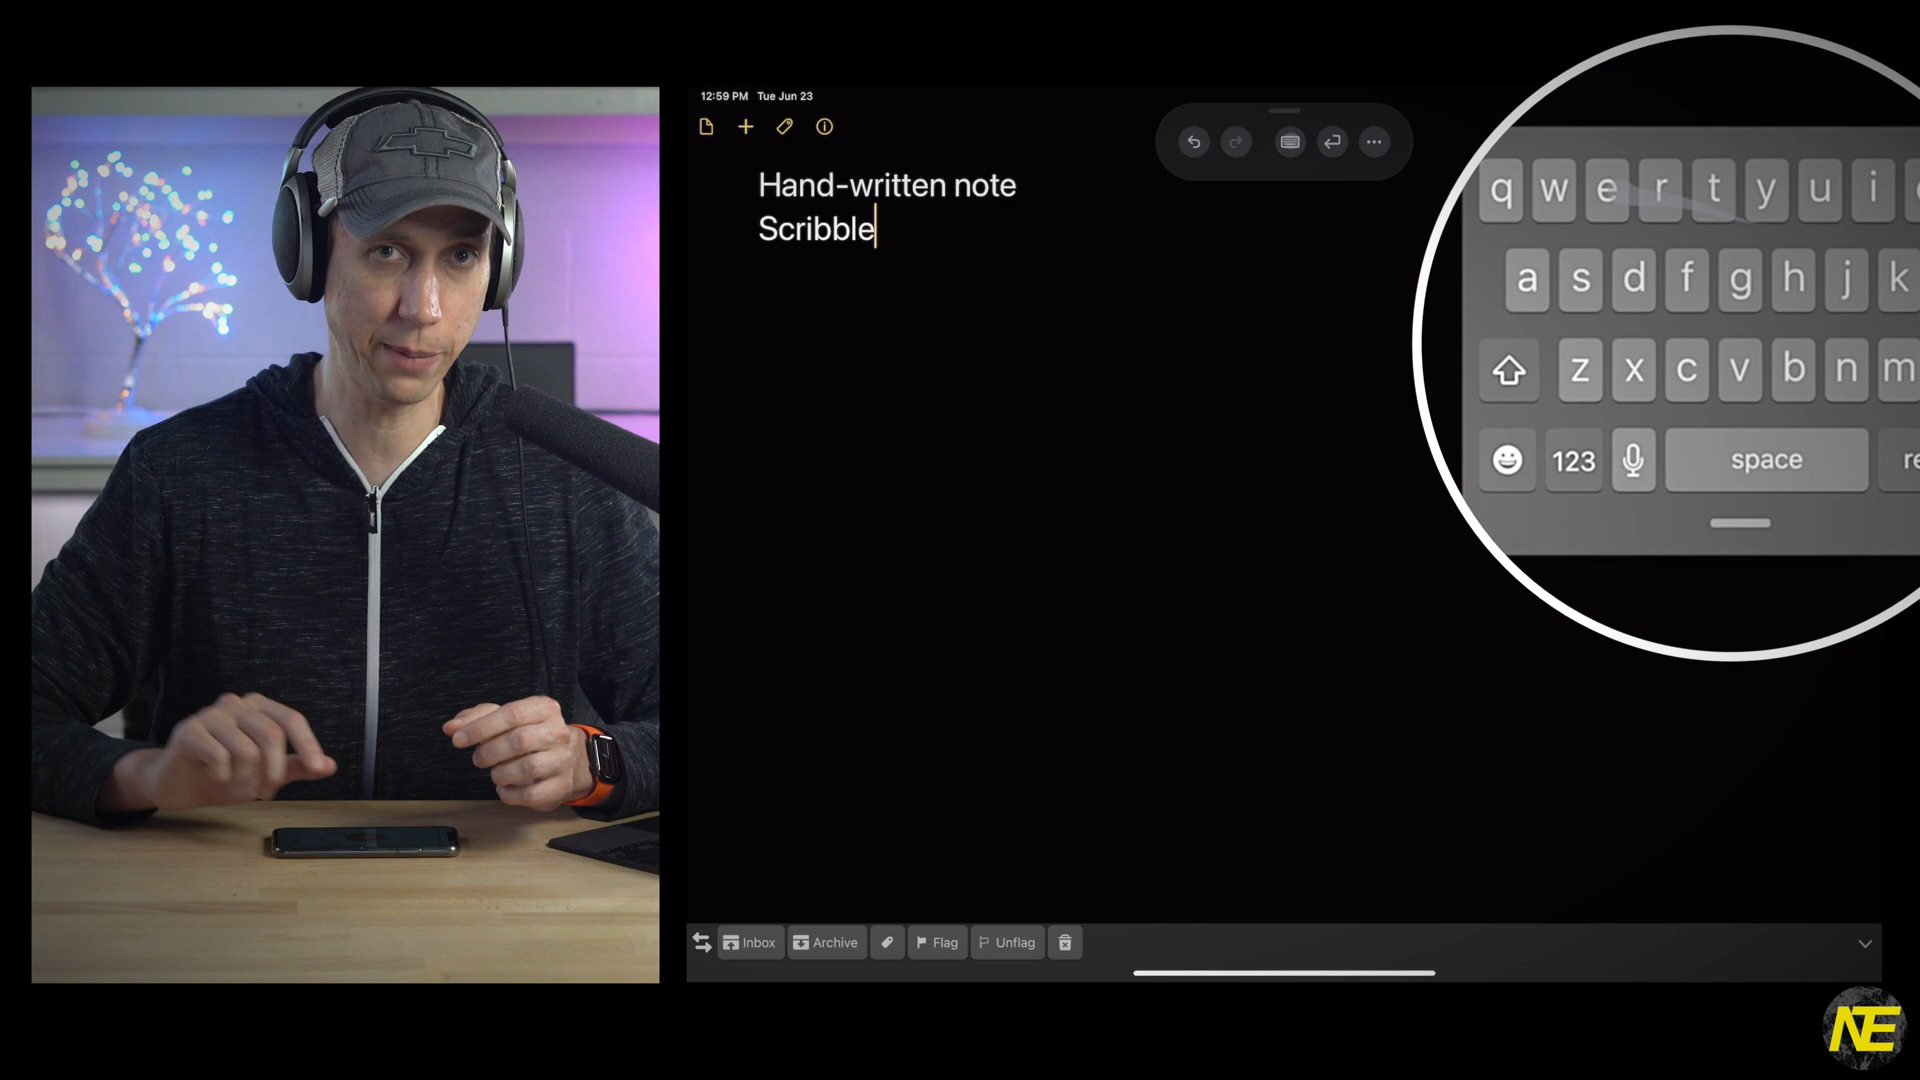 12:59 PM Tue Jun 23
Hand-written note
Scribble
q w e r t y u i
a s d f g h j k
z x c v b n m
123 space re
Inbox Archive Flag Unflag
NE